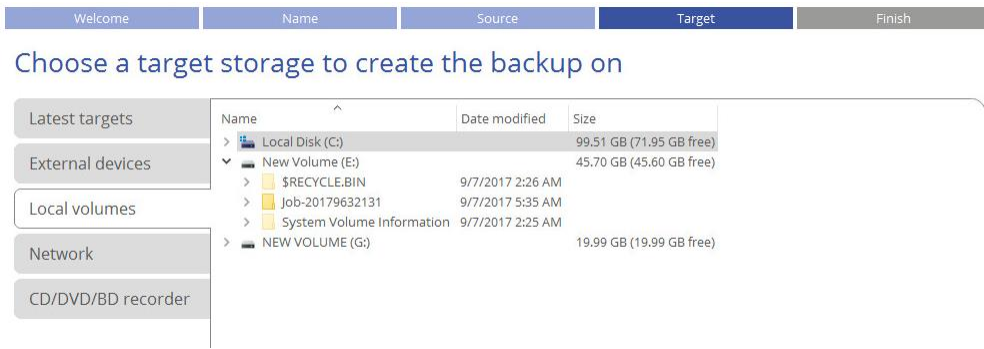 Welcome Name Source Target Finish
Choose a target storage to create the backup on
Latest targets
External devices
Local volumes
Network
CD/DVD/BD recorder
Name Date modified Size
Local Disk (C:) 99.51 GB (71.95 GB free)
New Volume (E:) 45.70 GB (45.60 GB free)
$RECYCLE.BIN 9/7/2017 2:26 AM
Job-20179632131 9/7/2017 5:35 AM
System Volume Information 9/7/2017 2:25 AM
NEW VOLUME (G:) 19.99 GB (19.99 GB free)